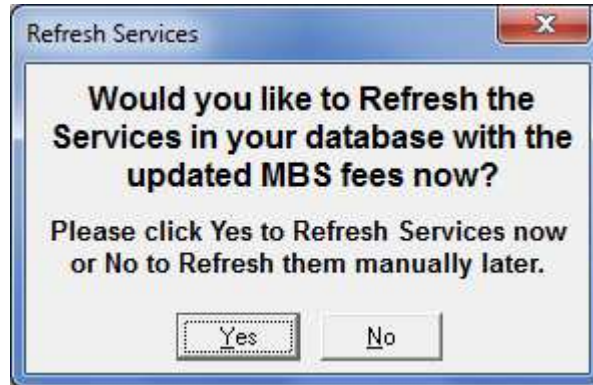 Refresh Services
Would you like to Refresh the
Services in your database with the
updated MBS fees now?
Please click Yes to Refresh Services now
or No to Refresh them manually later.
Yes
No